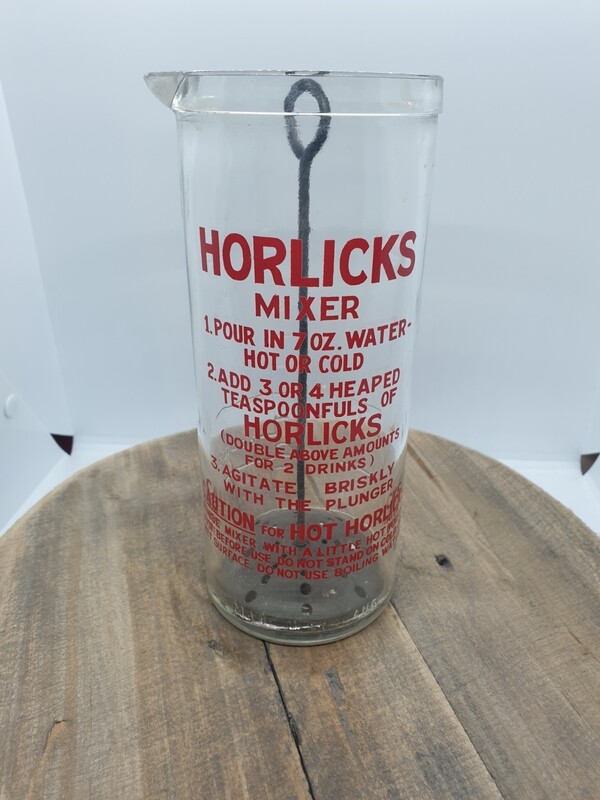 HORLICKS
MIXER
1. POUR IN 7 OZ. WATER-
HOT OR COLD
2. ADD 3 OR 4 HEAPED
TEASPOONFULS OF
HORLICKS
(DOUBLE ABOVE AMOUNTS
FOR 2 DRINKS)
3. AGITATE BRISKLY
WITH THE PLUNGER
FOR HOT
MIXER WITH A LITTLE HOT
BEFORE USE. DO NOT STAND ON
SURFACE. DO NOT USE BOILING